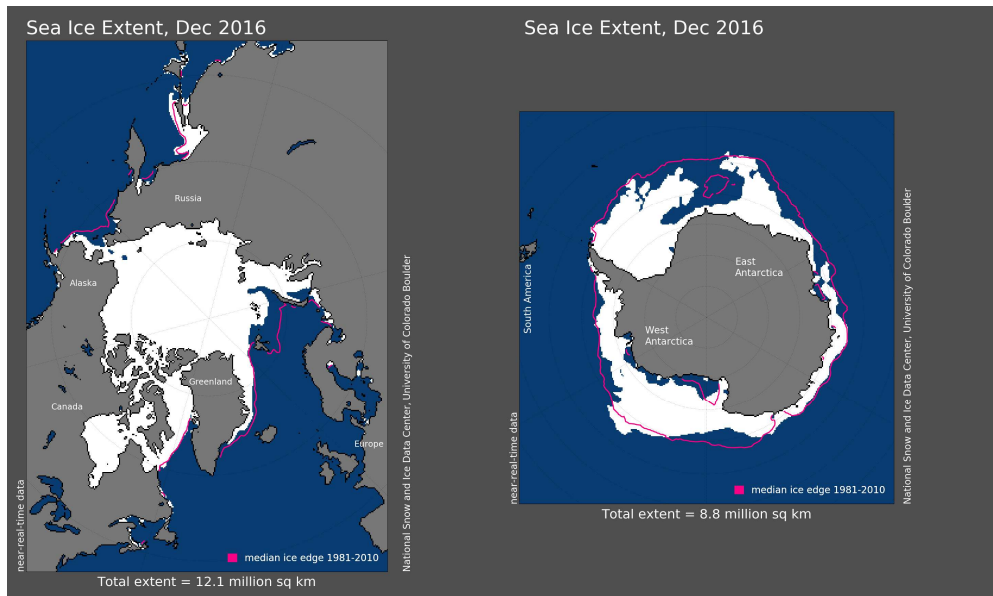 Sea Ice Extent, Dec 2016
Russia
Alaska
Greenland
Canada
Europe
median ice edge 1981-2010
near-real-time data
National Snow and Ice Data Center, University of Colorado Boulder
Total extent = 12.1 million sq km
Sea Ice Extent, Dec 2016
East
Antarctica
South America
West
Antarctica
median ice edge 1981-2010
near-real-time data
National Snow and Ice Data Center, University of Colorado Boulder
Total extent = 8.8 million sq km